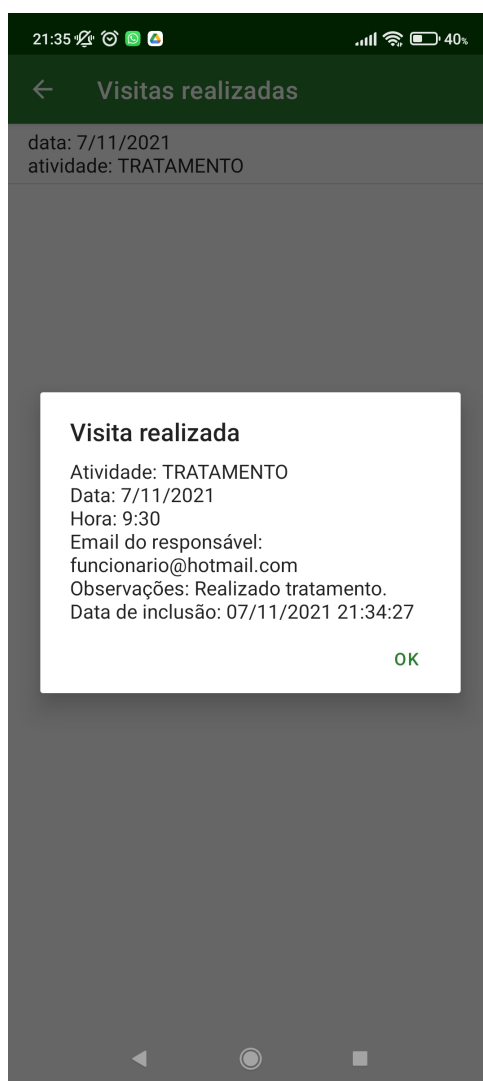 21:35 40%
Visitas realizadas
data: 7/11/2021
atividade: TRATAMENTO
Visita realizada
Atividade: TRATAMENTO
Data: 7/11/2021
Hora: 9:30
Email do responsável:
funcionario@hotmail.com
Observações: Realizado tratamento.
Data de inclusão: 07/11/2021 21:34:27
OK